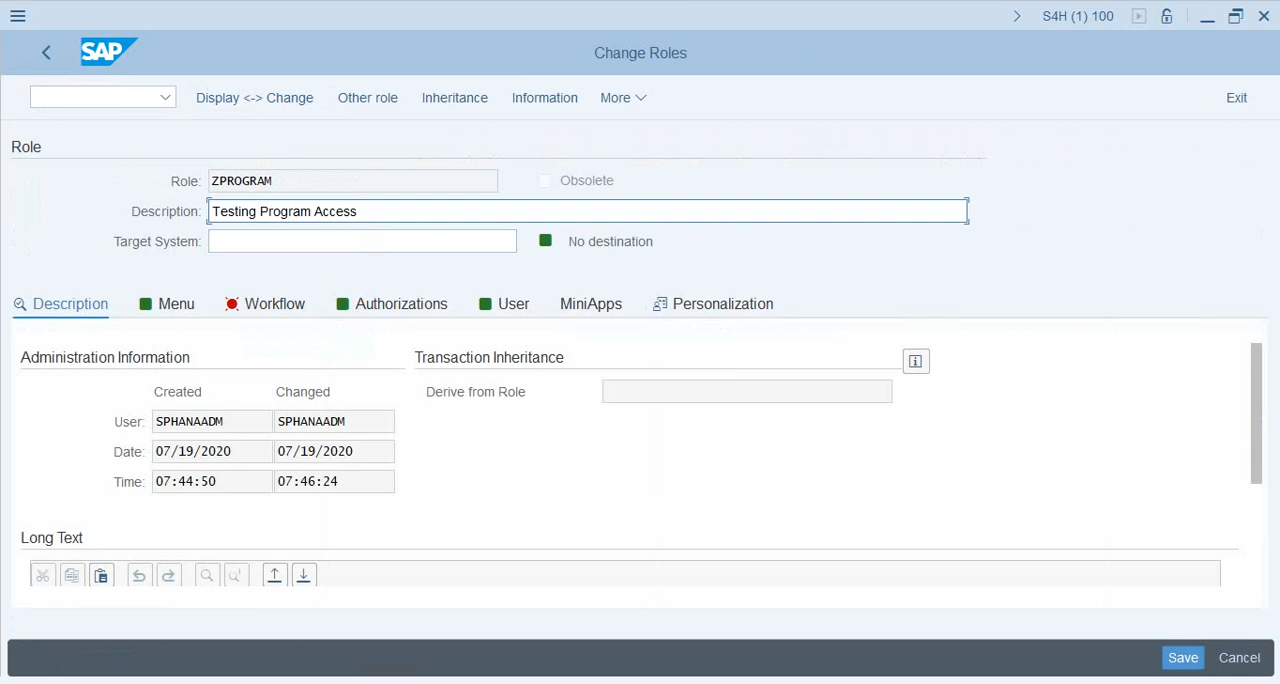 S4H (1) 100
SAP
Change Roles
Display <-> Change Other role Inheritance Information More Exit
Role
Role: ZPROGRAM Obsolete
Description: Testing Program Access
Target System: No destination
Description Menu Workflow Authorizations User MiniApps Personalization
Administration Information Transaction Inheritance
Created Changed Derive from Role
User: SPHANAADM SPHANAADM
Date: 07/19/2020 07/19/2020
Time: 07:44:50 07:46:24
Long Text
Save Cancel